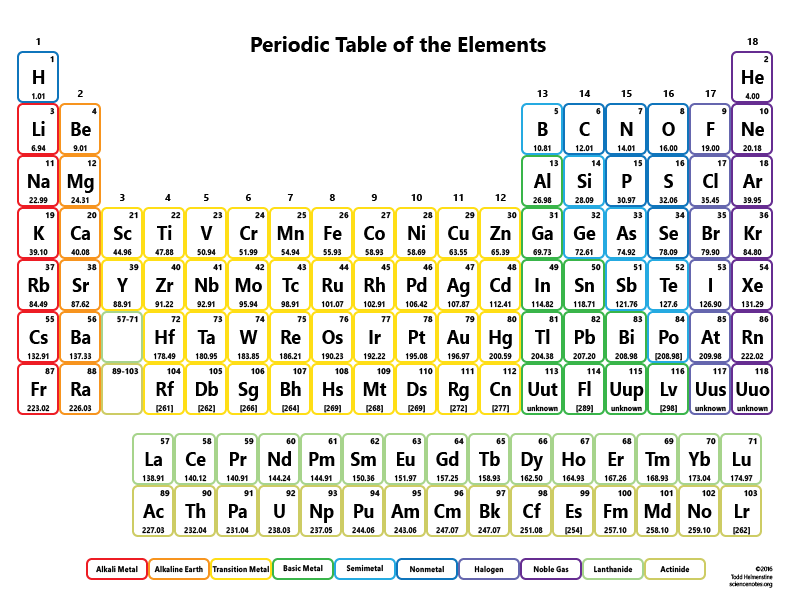 Periodic Table of the Elements
1 18
1 2
H He
1.01 4.00
2 13 14 15 16 17
3 4 5 6 7 8 9 10
Li Be B C N O F Ne
6.94 9.01 10.81 12.01 14.01 16.00 19.00 20.18
11 12 13 14 15 16 17 18
Na Mg Al Si P S Cl Ar
22.99 24.31 26.98 28.09 30.97 32.06 35.45 39.95
3 4 5 6 7 8 9 10 11 12
19 20 21 22 23 24 25 26 27 28 29 30 31 32 33 34 35 36
K Ca Sc Ti V Cr Mn Fe Co Ni Cu Zn Ga Ge As Se Br Kr
39.10 40.08 44.96 47.88 50.94 51.99 54.94 55.93 58.93 58.69 63.55 65.39 69.73 72.61 74.92 78.09 79.90 84.80
37 38 39 40 41 42 43 44 45 46 47 48 49 50 51 52 53 54
Rb Sr Y Zr Nb Mo Tc Ru Rh Pd Ag Cd In Sn Sb Te I Xe
84.49 87.62 88.91 91.22 92.91 95.94 98.91 101.07 102.91 106.42 107.87 112.41 114.82 118.71 121.76 127.6 126.90 131.29
55 56 57-71 72 73 74 75 76 77 78 79 80 81 82 83 84 85 86
Cs Ba Hf Ta W Re Os Ir Pt Au Hg Tl Pb Bi Po At Rn
132.91 137.33 178.49 180.95 183.85 186.21 190.23 192.22 195.08 196.97 200.59 204.38 207.20 208.98 [208.98] 209.98 222.02
87 88 89-103 104 105 106 107 108 109 110 111 112 113 114 115 116 117 118
Fr Ra Rf Db Sg Bh Hs Mt Ds Rg Cn Uut Fl Uup Lv Uus Uuo
223.02 226.03 [261] [262] [266] [264] [269] [268] [269] [272] [277] unknown [289] unknown [298] unknown unknown
57 58 59 60 61 62 63 64 65 66 67 68 69 70 71
La Ce Pr Nd Pm Sm Eu Gd Tb Dy Ho Er Tm Yb Lu
138.91 140.12 140.91 144.24 144.91 150.36 151.97 157.25 158.93 162.50 164.93 167.26 168.93 173.04 174.97
89 90 91 92 93 94 95 96 97 98 99 100 101 102 103
Ac Th Pa U Np Pu Am Cm Bk Cf Es Fm Md No Lr
227.03 232.04 231.04 238.03 237.05 244.06 243.06 247.07 247.07 251.08 [254] 257.10 258.10 259.10 [262]
Alkali Metal Alkaline Earth Transition Metal Basic Metal Semimetal Nonmetal Halogen Noble Gas Lanthanide Actinide
©2016
Todd Helmenstine
sciencenotes.org